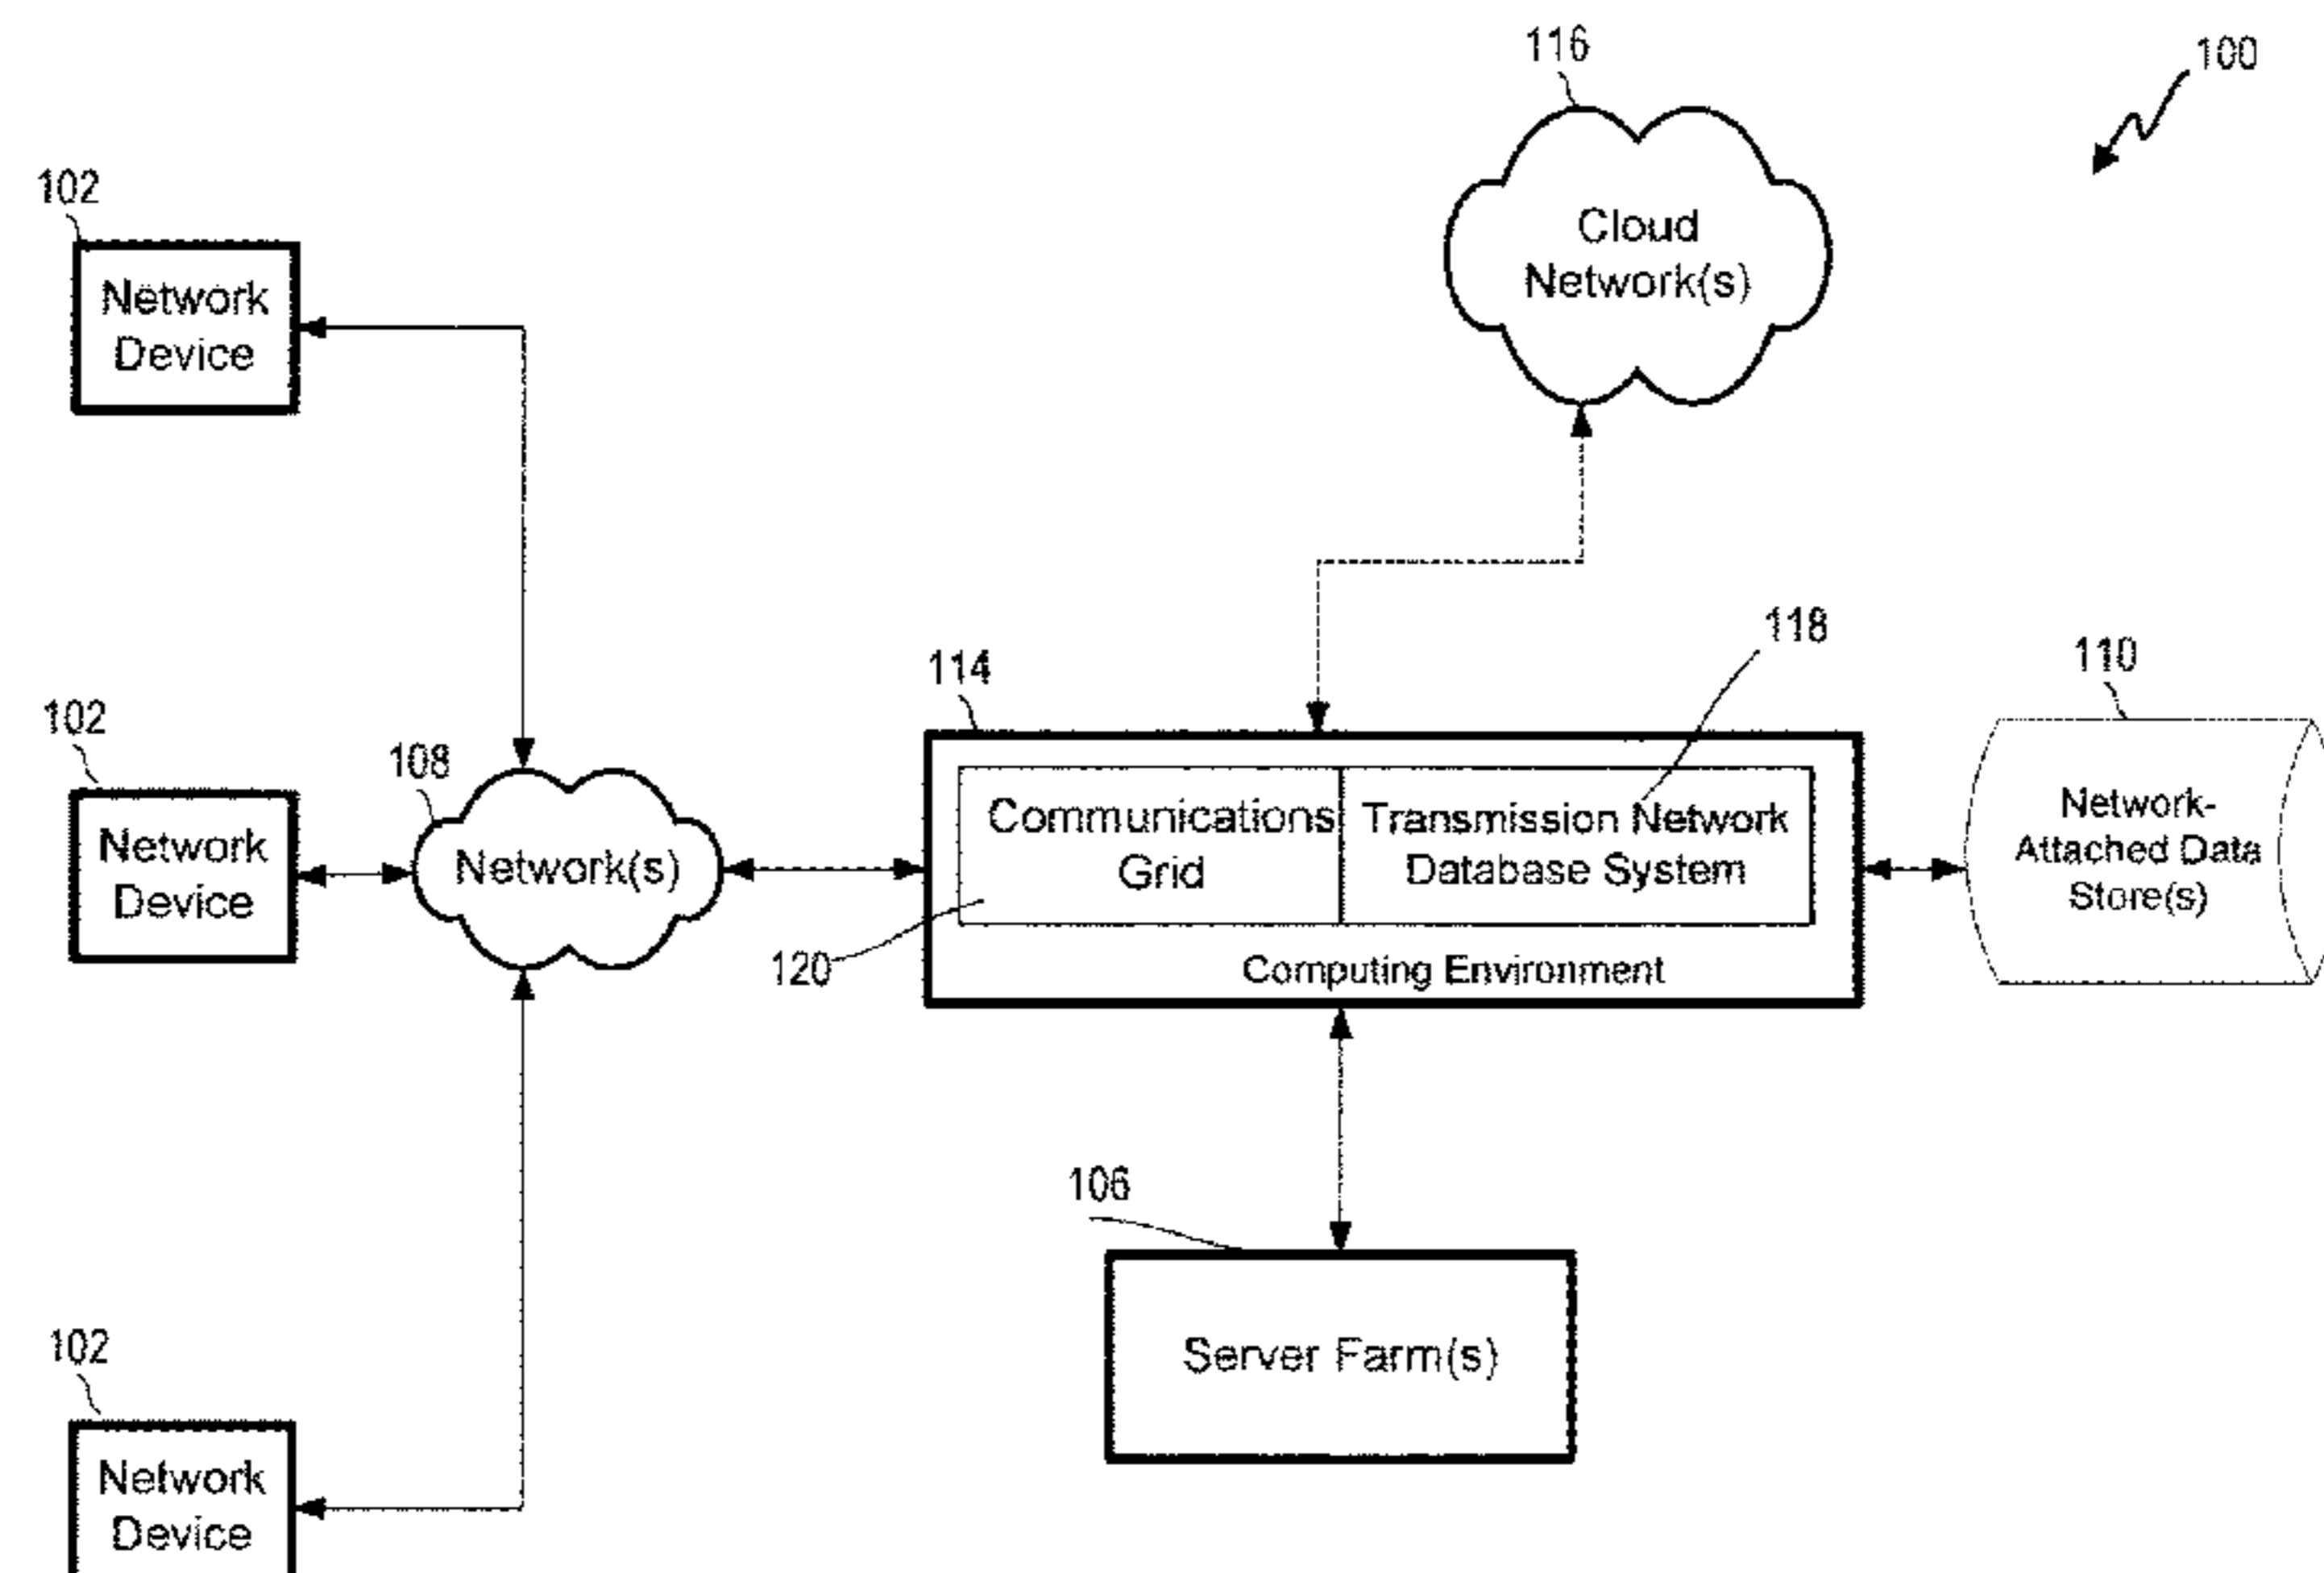 116
100
Cloud
Network(s)
102
Network
Device
118
114
110
102
108
Network
Device
Network(s)
Communications
Grid
Transmission Network
Database System
120
Computing Environment
Network-
Attached Data
Store(s)
106
Server Farm(s)
102
Network
Device